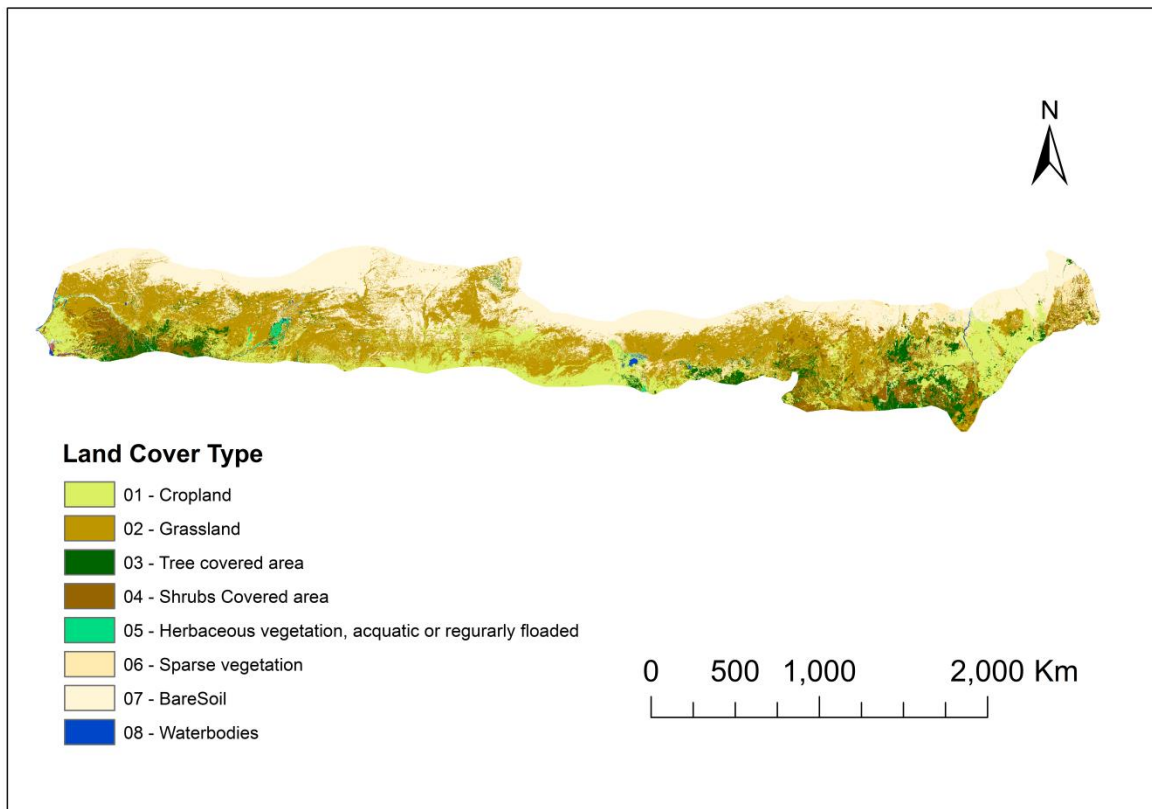 N
Land Cover Type
01 - Cropland
02 - Grassland
03 - Tree covered area
04 - Shrubs Covered area
05 - Herbaceous vegetation, acquatic or regurarly floaded
06 - Sparse vegetation
07 - BareSoil
08 - Waterbodies
0 500 1,000 2,000 Km